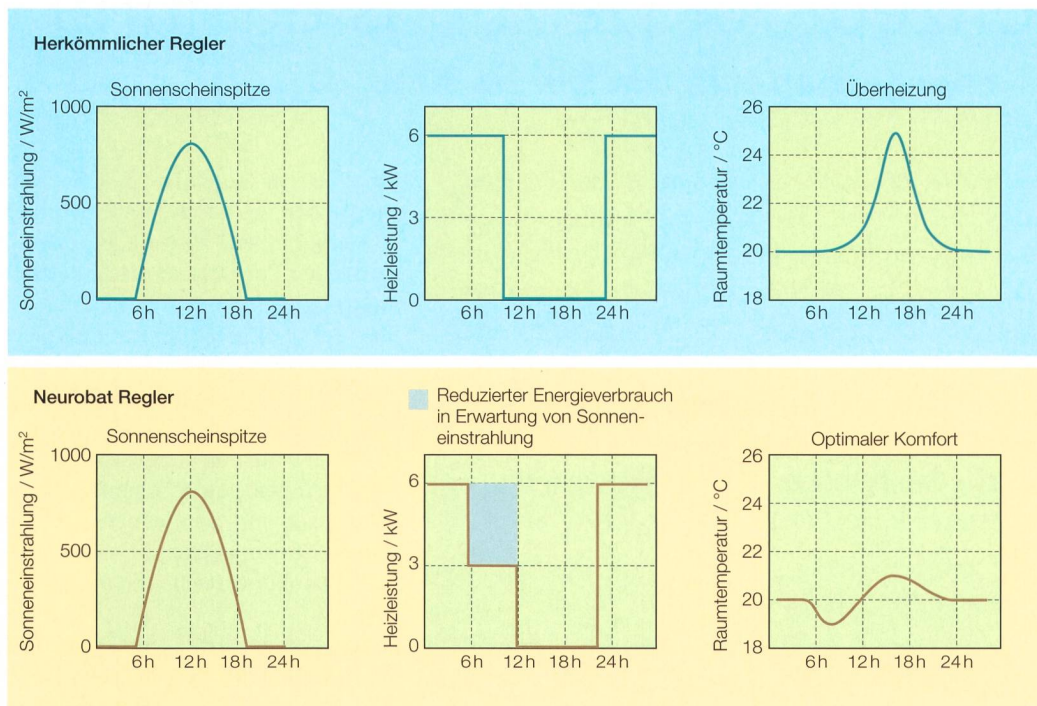 Herkömmlicher Regler
Sonnenscheinspitze
Sonneneinstrahlung / W/m²
1000
500
0
6h 12h 18h 24h
Heizleistung / kW
6
3
0
6h 12h 18h 24h
Überheizung
Raumtemperatur / °C
26
24
22
20
18
6h 12h 18h 24h
Neurobat Regler
Sonnenscheinspitze
Sonneneinstrahlung / W/m²
1000
500
0
6h 12h 18h 24h
Reduzierter Energieverbrauch
in Erwartung von Sonnen-
einstrahlung
Heizleistung / kW
6
3
0
6h 12h 18h 24h
Optimaler Komfort
Raumtemperatur / °C
26
24
22
20
18
6h 12h 18h 24h